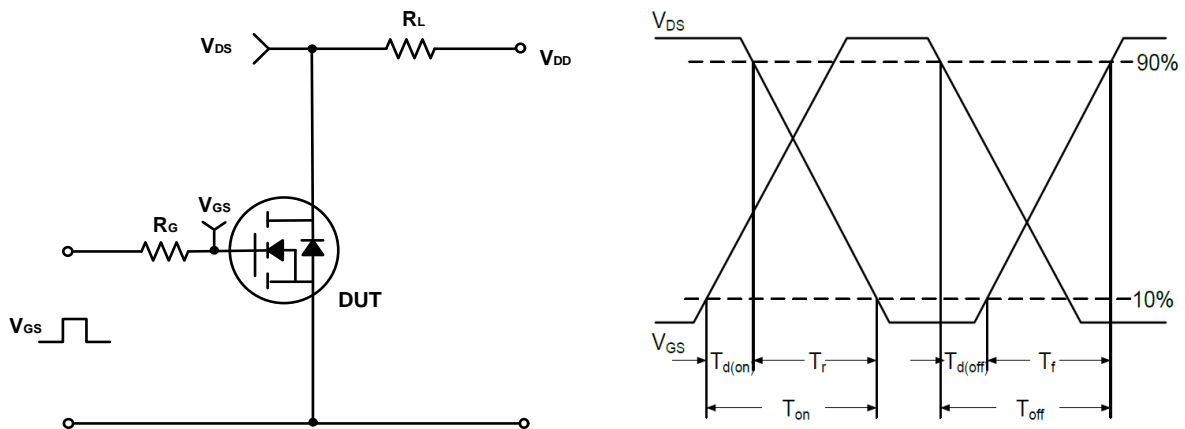 RL
VDS
VDD
VGS
RG
DUT
VGS
VDS
90%
10%
VGS
Td(on)
Tr
Td(off)
Tf
Ton
Toff